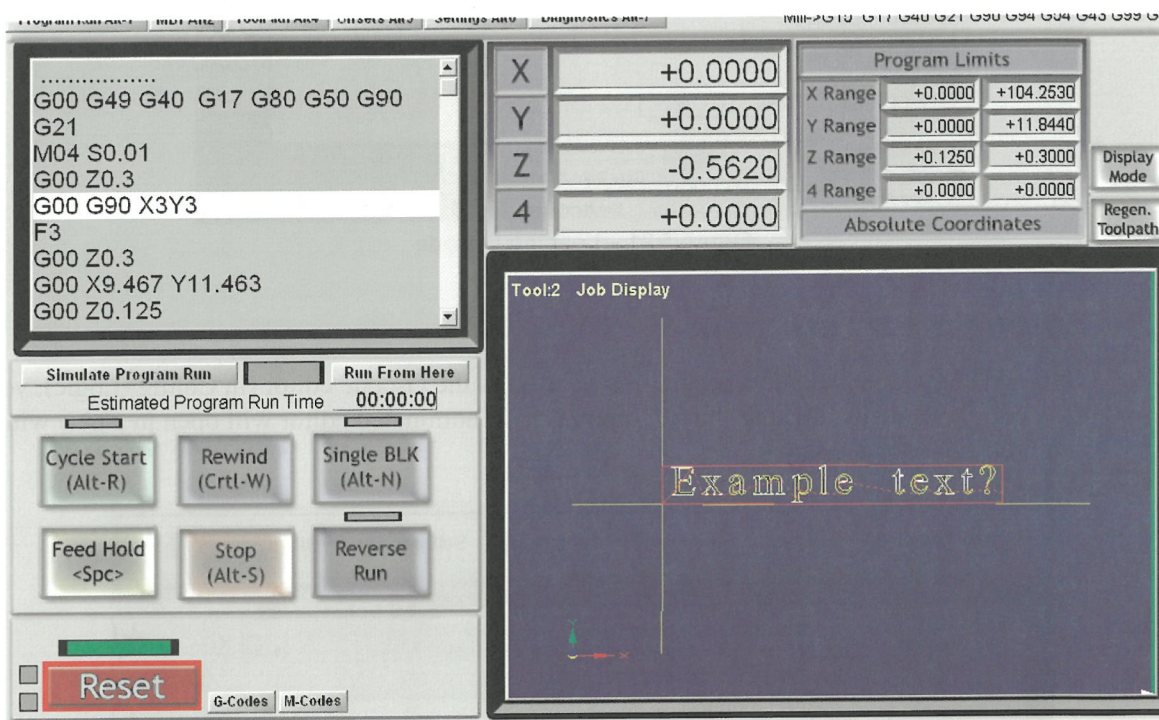 Program Run Alt-1 MDI Alt2 ToolPath Alt4 Offsets Alt5 Settings Alt6 Diagnostics Alt-7
Mill->G15 G17 G40 G21 G90 G94 G54 G43 G99 G
................
G00 G49 G40 G17 G80 G50 G90
G21
M04 S0.01
G00 Z0.3
G00 G90 X3Y3
F3
G00 Z0.3
G00 X9.467 Y11.463
G00 Z0.125
X +0.0000
Y +0.0000
Z -0.5620
4 +0.0000
Program Limits
X Range +0.0000 +104.2530
Y Range +0.0000 +11.8440
Z Range +0.1250 +0.3000
4 Range +0.0000 +0.0000
Absolute Coordinates
Display
Mode
Regen.
Toolpath
Tool:2 Job Display
Example text?
Y
X
Simulate Program Run
Run From Here
Estimated Program Run Time 00:00:00
Cycle Start
(Alt-R)
Rewind
(Crtl-W)
Single BLK
(Alt-N)
Feed Hold
<Spc>
Stop
(Alt-S)
Reverse
Run
Reset
G-Codes
M-Codes